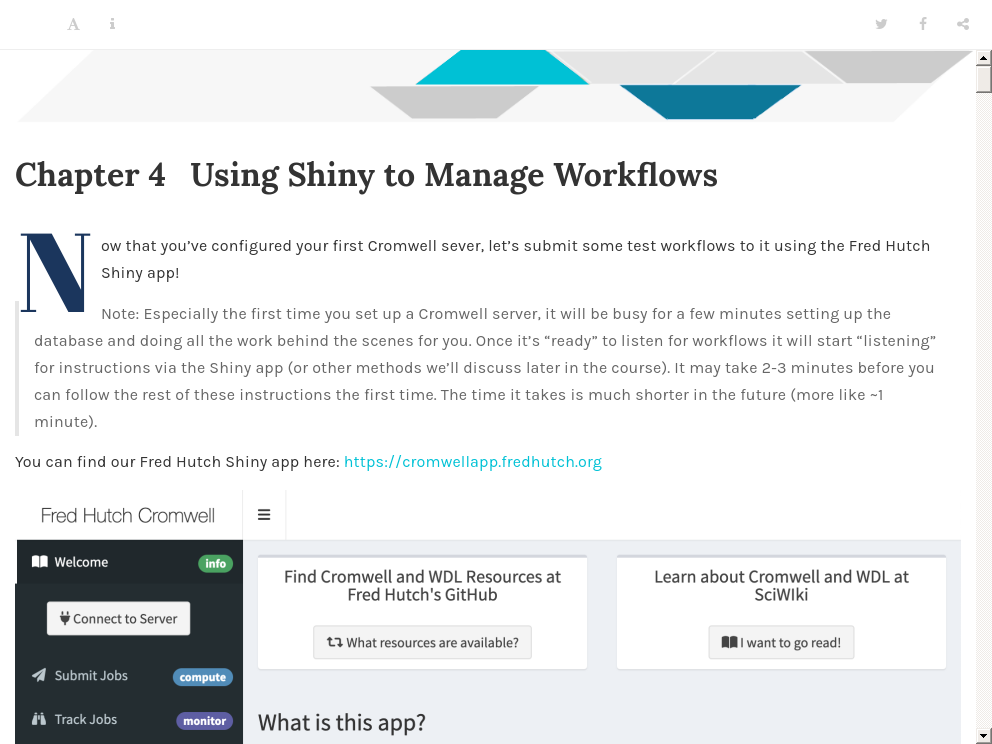 A i
Chapter 4 Using Shiny to Manage Workflows
Now that you’ve configured your first Cromwell sever, let’s submit some test workflows to it using the Fred Hutch
Shiny app!
Note: Especially the first time you set up a Cromwell server, it will be busy for a few minutes setting up the
database and doing all the work behind the scenes for you. Once it’s “ready” to listen for workflows it will start “listening”
for instructions via the Shiny app (or other methods we’ll discuss later in the course). It may take 2-3 minutes before you
can follow the rest of these instructions the first time. The time it takes is much shorter in the future (more like ~1
minute).
You can find our Fred Hutch Shiny app here: https://cromwellapp.fredhutch.org
Fred Hutch Cromwell
Welcome info
Connect to Server
Submit Jobs compute
Track Jobs monitor
Find Cromwell and WDL Resources at
Fred Hutch's GitHub
What resources are available?
Learn about Cromwell and WDL at
SciWIki
I want to go read!
What is this app?